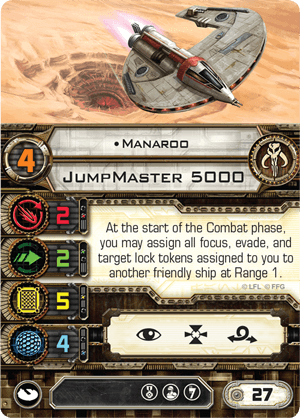 • Manaroo
4
JumpMaster 5000
2
2
5
4
At the start of the Combat phase,
you may assign all focus, evade, and
target lock tokens assigned to you to
another friendly ship at Range 1.
© LFL © FFG
27